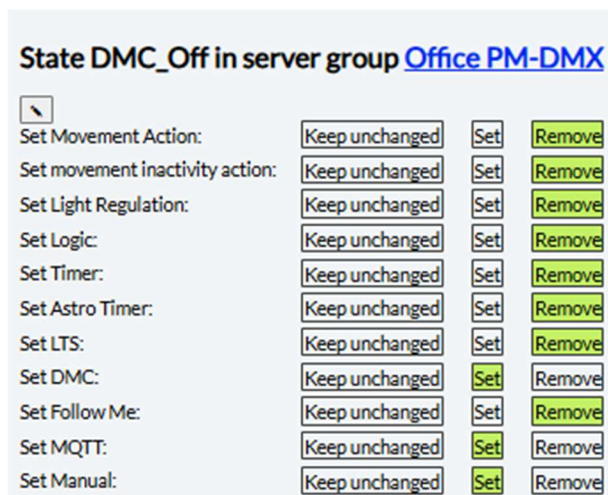 State DMC_Off in server group Office PM-DMX
Set Movement Action: Keep unchanged Set Remove
Set movement inactivity action: Keep unchanged Set Remove
Set Light Regulation: Keep unchanged Set Remove
Set Logic: Keep unchanged Set Remove
Set Timer: Keep unchanged Set Remove
Set Astro Timer: Keep unchanged Set Remove
Set LTS: Keep unchanged Set Remove
Set DMC: Keep unchanged Set Remove
Set Follow Me: Keep unchanged Set Remove
Set MQTT: Keep unchanged Set Remove
Set Manual: Keep unchanged Set Remove